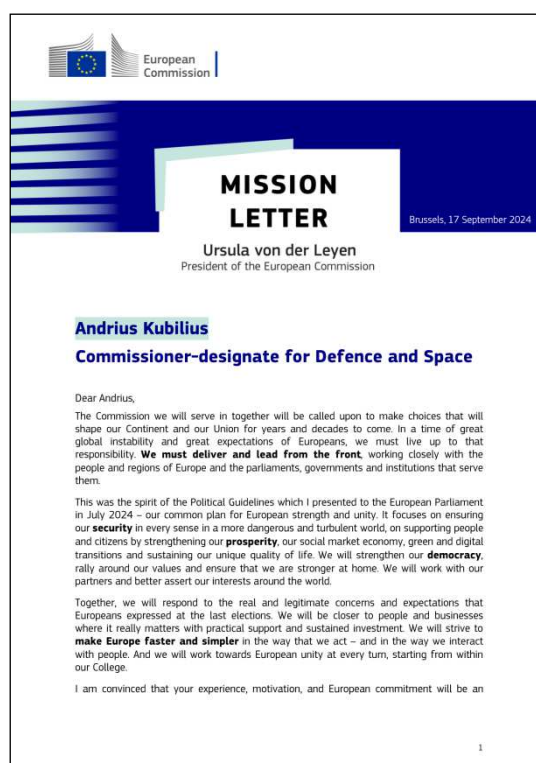 European
Commission
MISSION
LETTER
Brussels, 17 September 2024
Ursula von der Leyen
President of the European Commission
Andrius Kubilius
Commissioner-designate for Defence and Space
Dear Andrius,
The Commission we will serve in together will be called upon to make choices that will
shape our Continent and our Union for years and decades to come. In a time of great
global instability and great expectations of Europeans, we must live up to that
responsibility. We must deliver and lead from the front, working closely with the
people and regions of Europe and the parliaments, governments and institutions that serve
them.
This was the spirit of the Political Guidelines which I presented to the European Parliament
in July 2024 – our common plan for European strength and unity. It focuses on ensuring
our security in every sense in a more dangerous and turbulent world, on supporting people
and citizens by strengthening our prosperity, our social market economy, green and digital
transitions and sustaining our unique quality of life. We will strengthen our democracy,
rally around our values and ensure that we are stronger at home. We will work with our
partners and better assert our interests around the world.
Together, we will respond to the real and legitimate concerns and expectations that
Europeans expressed at the last elections. We will be closer to people and businesses
where it really matters with practical support and sustained investment. We will strive to
make Europe faster and simpler in the way that we act – and in the way we interact
with people. And we will work towards European unity at every turn, starting from within
our College.
I am convinced that your experience, motivation, and European commitment will be an
1